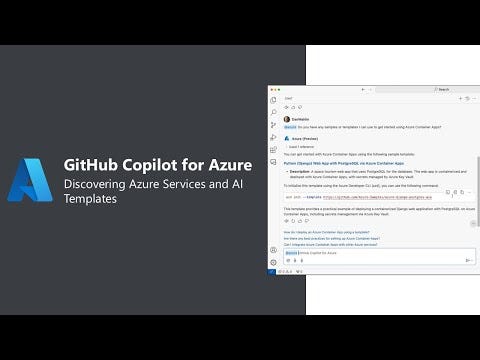 GitHub Copilot for Azure
Discovering Azure Services and AI
Templates
Search
CHAT
@azure Do you have any samples or templates I can use to get started using Azure Container Apps?
Azure (Preview)
Used 1 reference
You can get started with Azure Container Apps using the following sample template:
Python (Django) Web App with PostgreSQL via Azure Container Apps
• Description: A space tourism web app that uses PostgreSQL for the database. The web app is containerized and
deployed with Azure Container Apps, with secrets managed by Azure Key Vault.
To initialize this template using the Azure Developer CLI (azd), you can use the following command:
azd init --template https://github.com/Azure-Samples/azure-django-postgres-aca
This template provides a practical example of deploying a containerized Django web application with PostgreSQL on Azure
Container Apps, including secrets management via Azure Key Vault.
How do I deploy an Azure Container App using a template?
Are there any best practices for setting up Azure Container Apps?
Can I integrate Azure Container Apps with other Azure services?
@azure GitHub Copilot for Azure